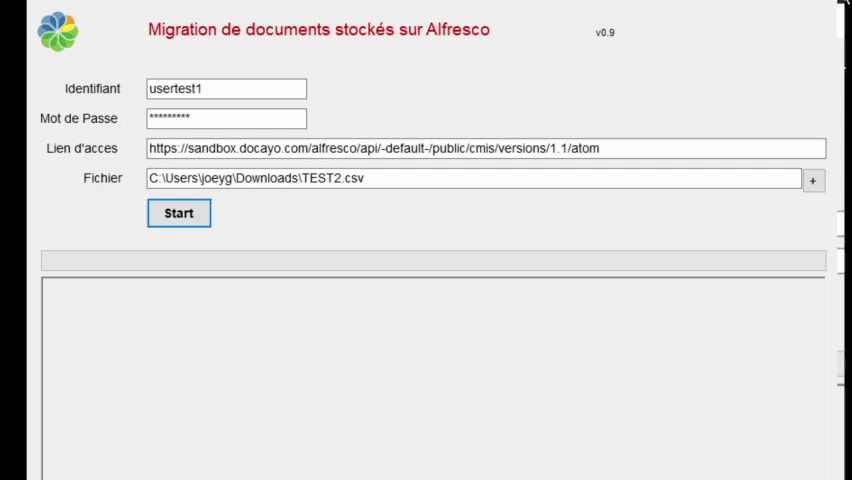 Migration de documents stockés sur Alfresco v0.9
Identifiant usertest1
Mot de Passe *********
Lien d'acces https://sandbox.docayo.com/alfresco/api/-default-/public/cmis/versions/1.1/atom
Fichier C:\Users\joeyg\Downloads\TEST2.csv +
Start